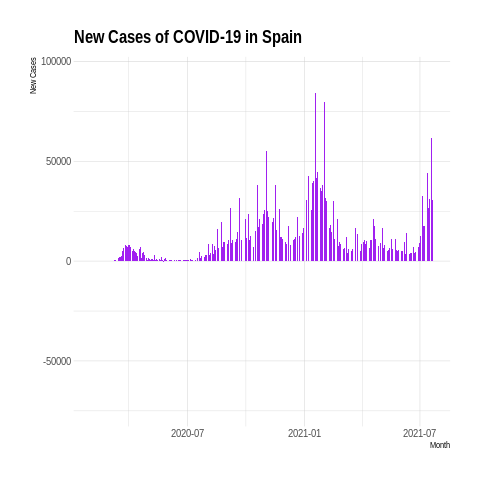 New Cases of COVID-19 in Spain
New Cases
100000
50000
0
-50000
2020-07
2021-01
2021-07
Month